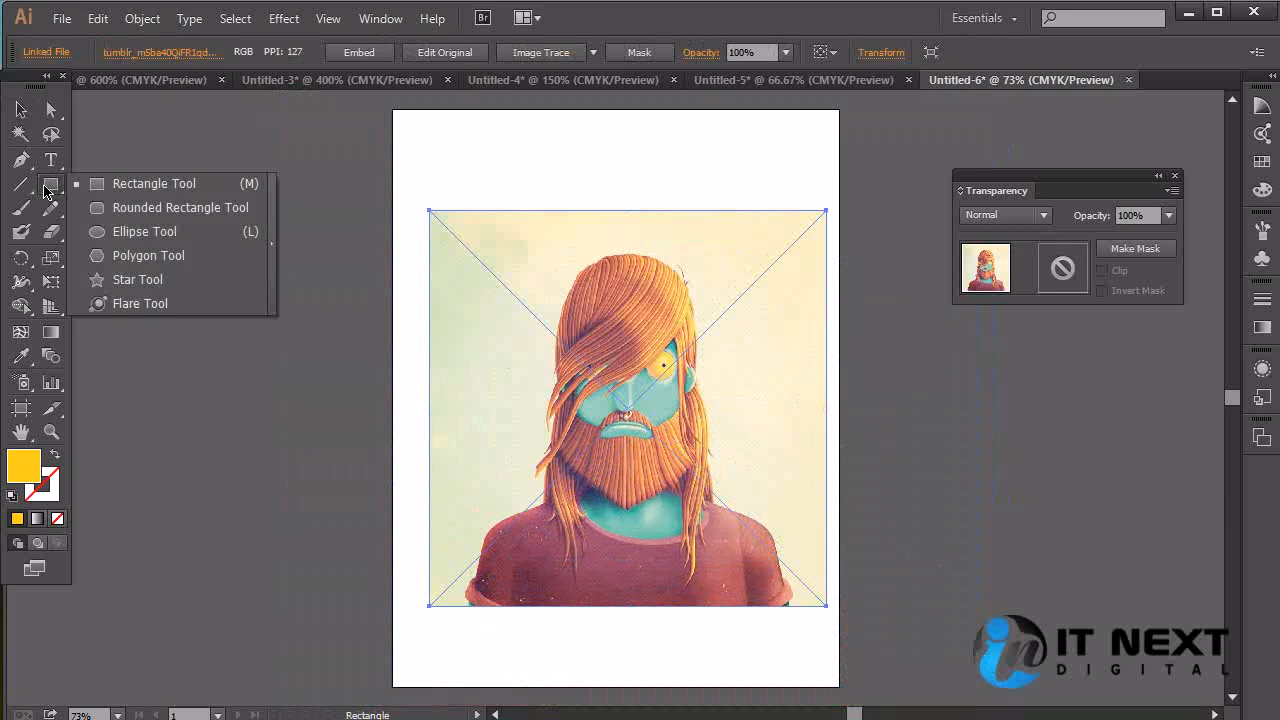 Ai File Edit Object Type Select Effect View Window Help Br Essentials
Linked File tumblr_m5ba40QiFR1qd... RGB PPI: 127 Embed Edit Original Image Trace Mask Opacity: 100% Transform
@ 600% (CMYK/Preview) Untitled-3* @ 400% (CMYK/Preview) Untitled-4* @ 150% (CMYK/Preview) Untitled-5* @ 66.67% (CMYK/Preview) Untitled-6* @ 73% (CMYK/Preview)
Rectangle Tool (M)
Rounded Rectangle Tool
Ellipse Tool (L)
Polygon Tool
Star Tool
Flare Tool
Transparency
Normal Opacity: 100%
Make Mask
Clip
Invert Mask
in IT NEXT
DIGITAL
73% 1 Rectangle